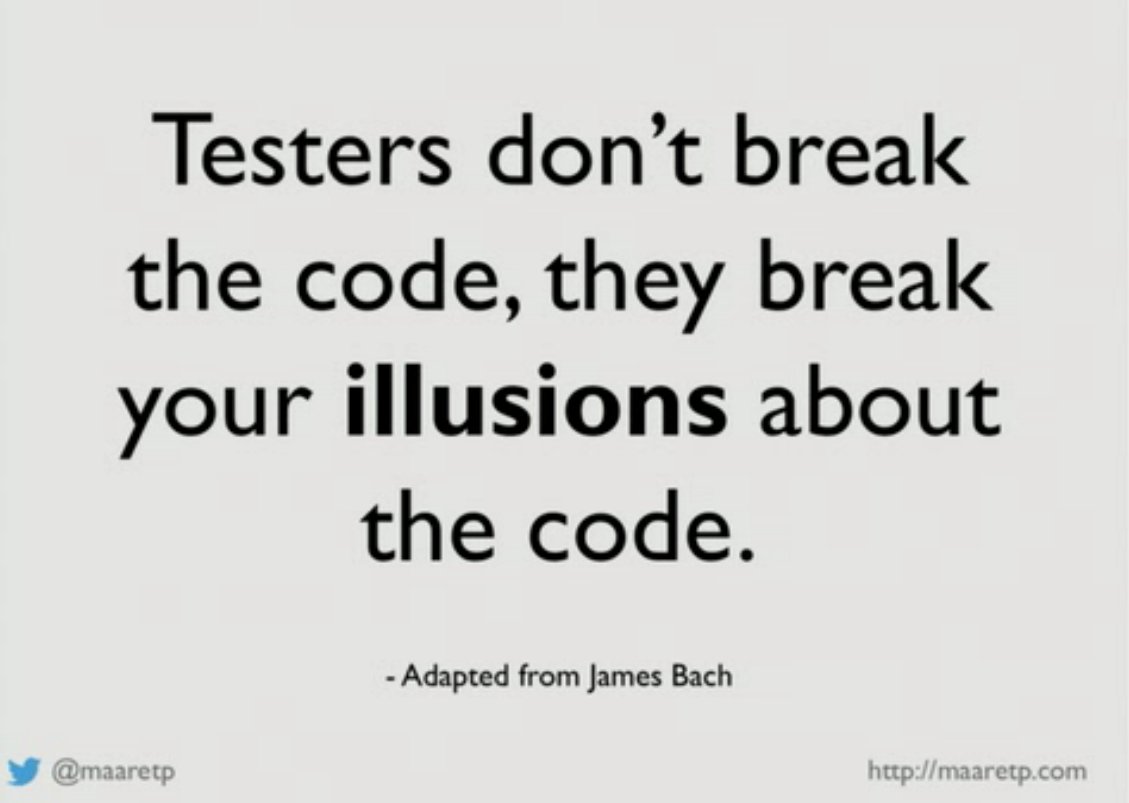 Testers don’t break
the code, they break
your illusions about
the code.
- Adapted from James Bach
@maaretp
http://maaretp.com